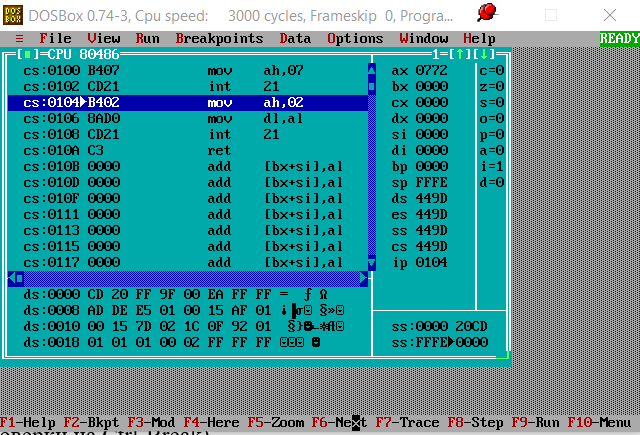 DOSBox 0.74-3, Cpu speed: 3000 cycles, Frameskip 0, Progra...
≡ File View Run Breakpoints Data Options Window Help READY
[■]=CPU 80486 1=[↑][↓]
cs:0100 B407 mov ah,07 ax 0772 c=0
cs:0102 CD21 int 21 bx 0000 z=0
cs:0104►B402 mov ah,02 cx 0000 s=0
cs:0106 8AD0 mov dl,al dx 0000 o=0
cs:0108 CD21 int 21 si 0000 p=0
cs:010A C3 ret di 0000 a=0
cs:010B 0000 add [bx+si],al bp 0000 i=1
cs:010D 0000 add [bx+si],al sp FFFE d=0
cs:010F 0000 add [bx+si],al ds 449D
cs:0111 0000 add [bx+si],al es 449D
cs:0113 0000 add [bx+si],al ss 449D
cs:0115 0000 add [bx+si],al cs 449D
cs:0117 0000 add [bx+si],al ip 0104
ds:0000 CD 20 FF 9F 00 EA FF FF = ƒ Ω
ds:0008 AD DE E5 01 00 15 AF 01
ds:0010 00 15 7D 02 1C 0F 92 01 ss:0000 20CD
ds:0018 01 01 01 00 02 FF FF FF ☺☺☺ ☻ ss:FFFE►0000
F1-Help F2-Bkpt F3-Mod F4-Here F5-Zoom F6-Next F7-Trace F8-Step F9-Run F10-Menu